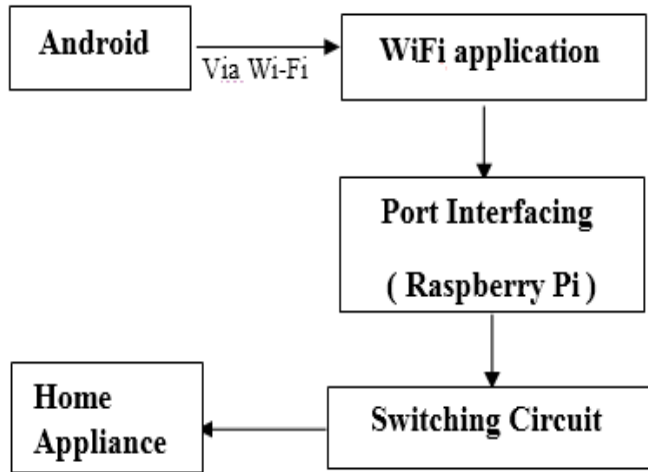 Android
Via Wi-Fi
WiFi application
Port Interfacing
( Raspberry Pi )
Switching Circuit
Home
Appliance